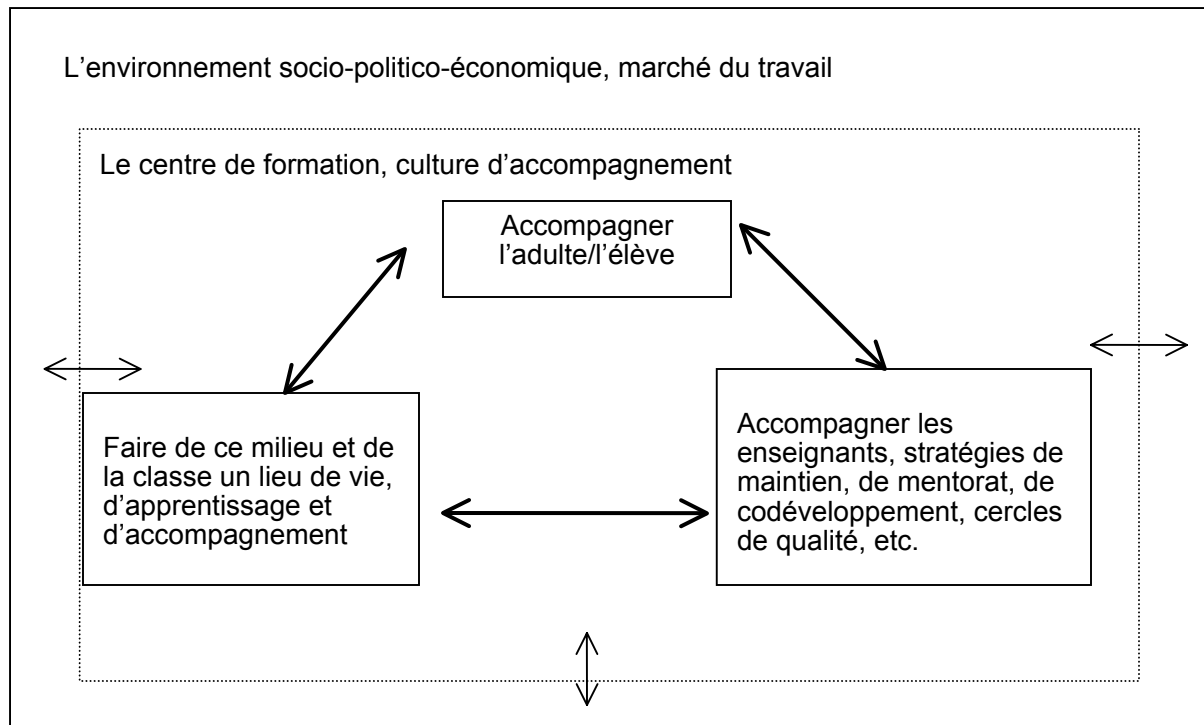 L’environnement socio-politico-économique, marché du travail
Le centre de formation, culture d’accompagnement
Accompagner
l’adulte/l’élève
Faire de ce milieu et de
la classe un lieu de vie,
d’apprentissage et
d’accompagnement
Accompagner les
enseignants, stratégies de
maintien, de mentorat, de
codéveloppement, cercles
de qualité, etc.